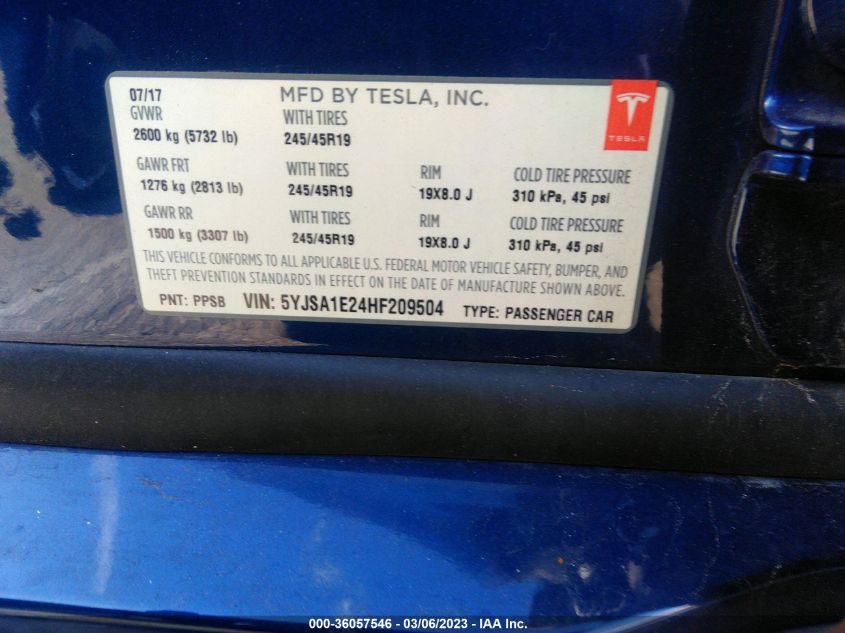 07/17 MFD BY TESLA, INC.
GVWR WITH TIRES
2600 kg (5732 lb) 245/45R19
TESLA
GAWR FRT WITH TIRES RIM COLD TIRE PRESSURE
1276 kg (2813 lb) 245/45R19 19X8.0 J 310 kPa, 45 psi
GAWR RR WITH TIRES RIM COLD TIRE PRESSURE
1500 kg (3307 lb) 245/45R19 19X8.0 J 310 kPa, 45 psi
THIS VEHICLE CONFORMS TO ALL APPLICABLE U.S. FEDERAL MOTOR VEHICLE SAFETY, BUMPER, AND
THEFT PREVENTION STANDARDS IN EFFECT ON THE DATE OF MANUFACTURE SHOWN ABOVE.
PNT: PPSB VIN: 5YJSA1E24HF209504 TYPE: PASSENGER CAR
000-36057546 - 03/06/2023 - © IAA Inc.